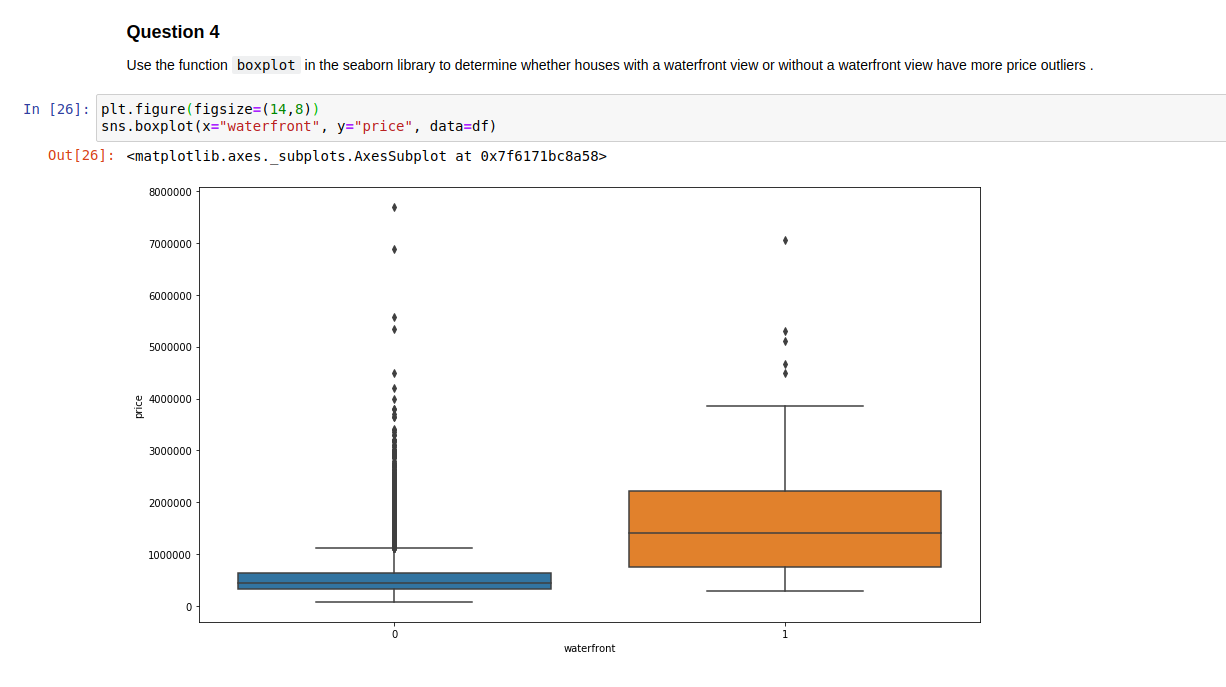 Question 4
Use the function boxplot in the seaborn library to determine whether houses with a waterfront view or without a waterfront view have more price outliers .
In [26]: plt.figure(figsize=(14,8))
sns.boxplot(x="waterfront", y="price", data=df)
Out[26]: <matplotlib.axes._subplots.AxesSubplot at 0x7f6171bc8a58>
8000000
7000000
6000000
5000000
4000000
price
3000000
2000000
1000000
0
0 1
waterfront